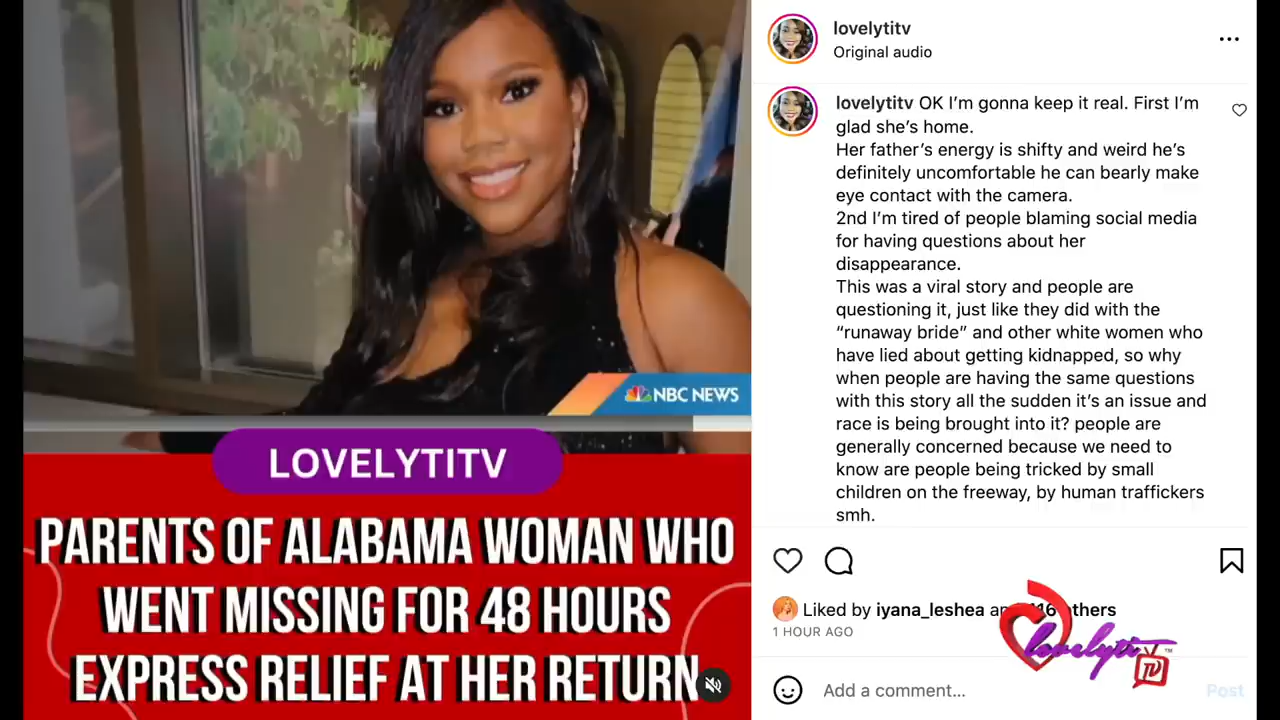 NBC NEWS
LOVELYTITV
PARENTS OF ALABAMA WOMAN WHO
WENT MISSING FOR 48 HOURS
EXPRESS RELIEF AT HER RETURN
lovelytitv
Original audio
lovelytitv OK I'm gonna keep it real. First I'm
glad she's home.
Her father's energy is shifty and weird he's
definitely uncomfortable he can bearly make
eye contact with the camera.
2nd I'm tired of people blaming social media
for having questions about her
disappearance.
This was a viral story and people are
questioning it, just like they did with the
“runaway bride” and other white women who
have lied about getting kidnapped, so why
when people are having the same questions
with this story all the sudden it's an issue and
race is being brought into it? people are
generally concerned because we need to
know are people being tricked by small
children on the freeway, by human traffickers
smh.
Liked by iyana_leshea
1 HOUR AGO
lovelyti TV™
Add a comment...
Post